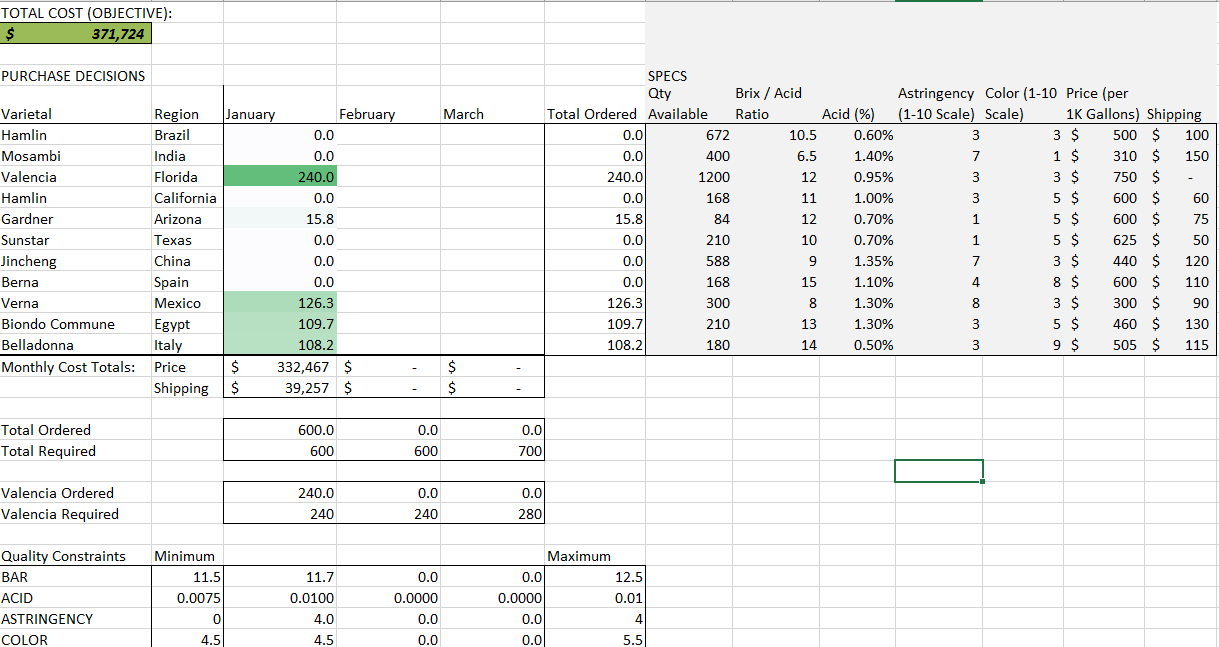 TOTAL COST (OBJECTIVE):
$ 371,724
PURCHASE DECISIONS SPECS
Qty Brix / Acid Astringency Color (1-10 Price (per
Varietal Region January February March Total Ordered Available Ratio Acid (%) (1-10 Scale) Scale) 1K Gallons) Shipping
Hamlin Brazil 0.0 0.0 672 10.5 0.60% 3 3 $ 500 $ 100
Mosambi India 0.0 0.0 400 6.5 1.40% 7 1 $ 310 $ 150
Valencia Florida 240.0 240.0 1200 12 0.95% 3 3 $ 750 $ -
Hamlin California 0.0 0.0 168 11 1.00% 3 5 $ 600 $ 60
Gardner Arizona 15.8 15.8 84 12 0.70% 1 5 $ 600 $ 75
Sunstar Texas 0.0 0.0 210 10 0.70% 1 5 $ 625 $ 50
Jincheng China 0.0 0.0 588 9 1.35% 7 3 $ 440 $ 120
Berna Spain 0.0 0.0 168 15 1.10% 4 8 $ 600 $ 110
Verna Mexico 126.3 126.3 300 8 1.30% 8 3 $ 300 $ 90
Biondo Commune Egypt 109.7 109.7 210 13 1.30% 3 5 $ 460 $ 130
Belladonna Italy 108.2 108.2 180 14 0.50% 3 9 $ 505 $ 115
Monthly Cost Totals: Price $ 332,467 $ - $ -
Shipping $ 39,257 $ - $ -
Total Ordered 600.0 0.0 0.0
Total Required 600 600 700
Valencia Ordered 240.0 0.0 0.0
Valencia Required 240 240 280
Quality Constraints Minimum Maximum
BAR 11.5 11.7 0.0 0.0 12.5
ACID 0.0075 0.0100 0.0000 0.0000 0.01
ASTRINGENCY 0 4.0 0.0 0.0 4
COLOR 4.5 4.5 0.0 0.0 5.5